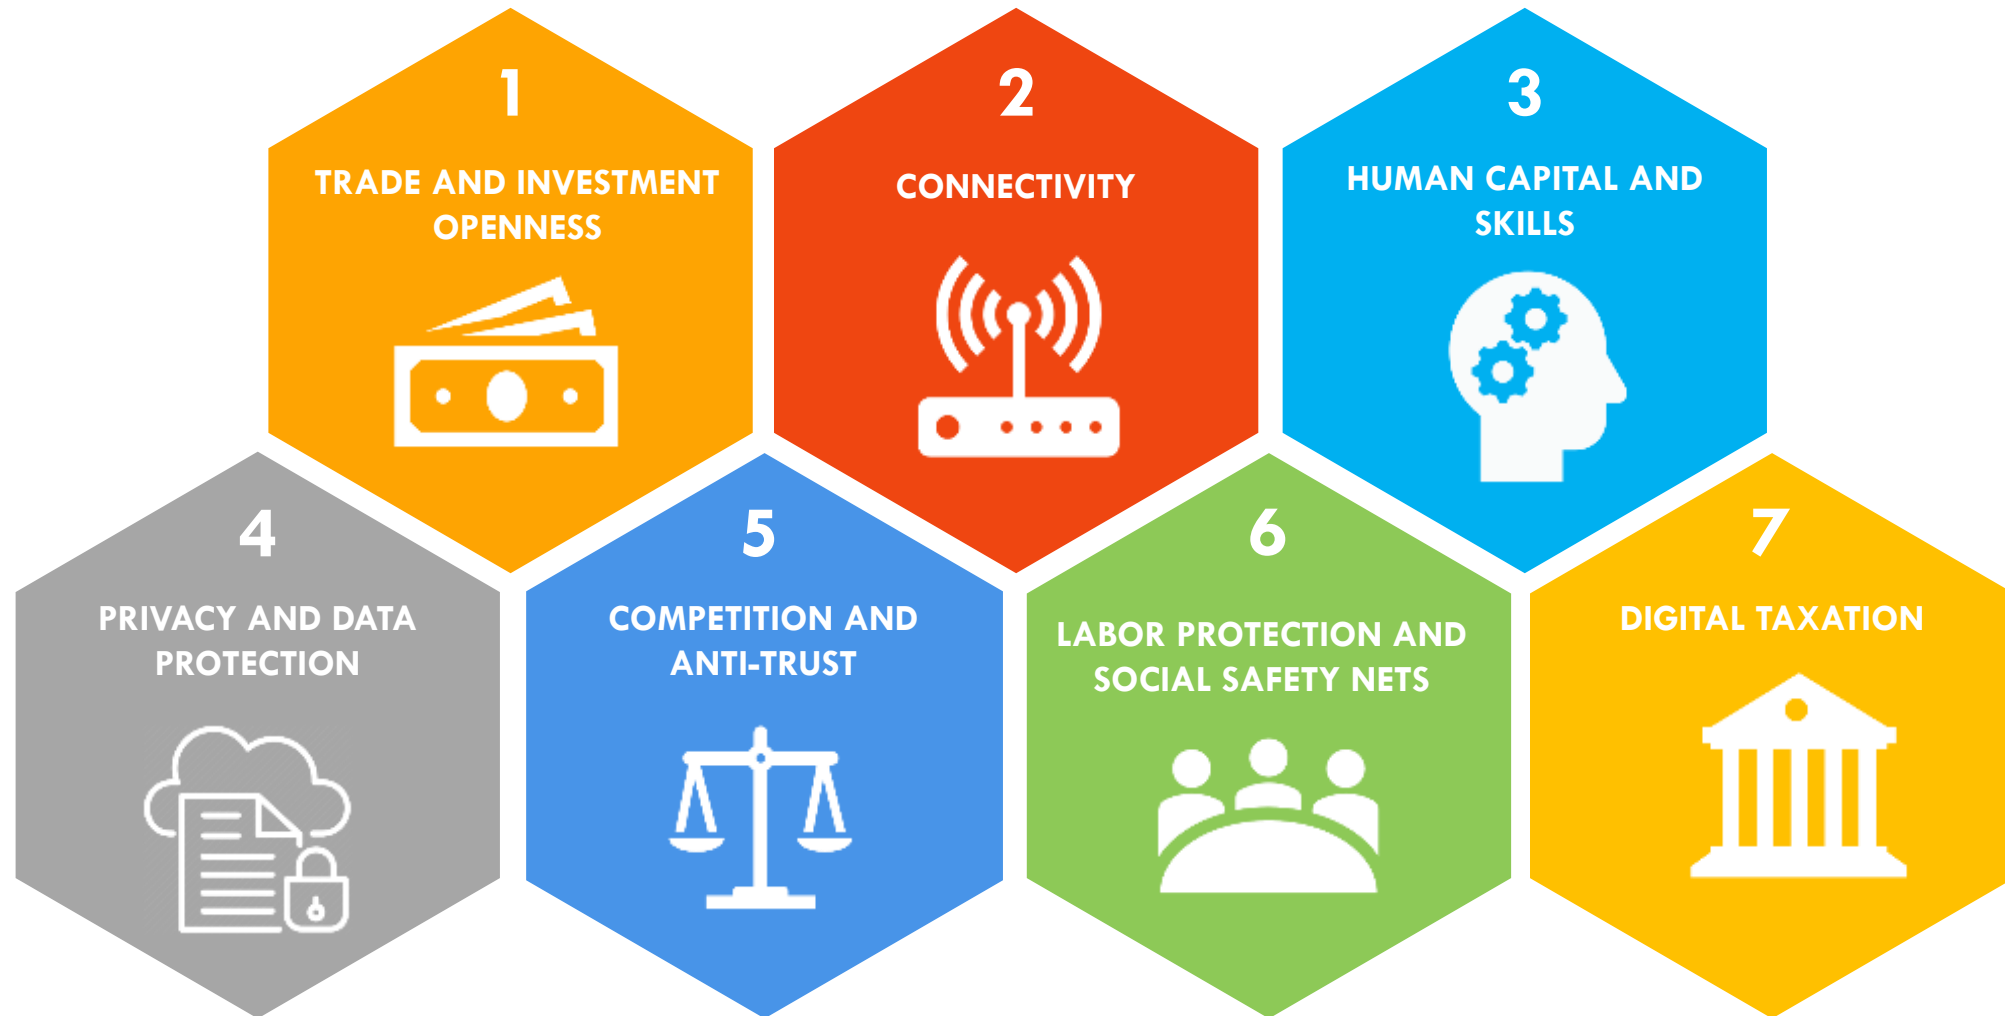 1
TRADE AND INVESTMENT
OPENNESS
2
CONNECTIVITY
3
HUMAN CAPITAL AND
SKILLS
4
PRIVACY AND DATA
PROTECTION
5
COMPETITION AND
ANTI-TRUST
6
LABOR PROTECTION AND
SOCIAL SAFETY NETS
7
DIGITAL TAXATION